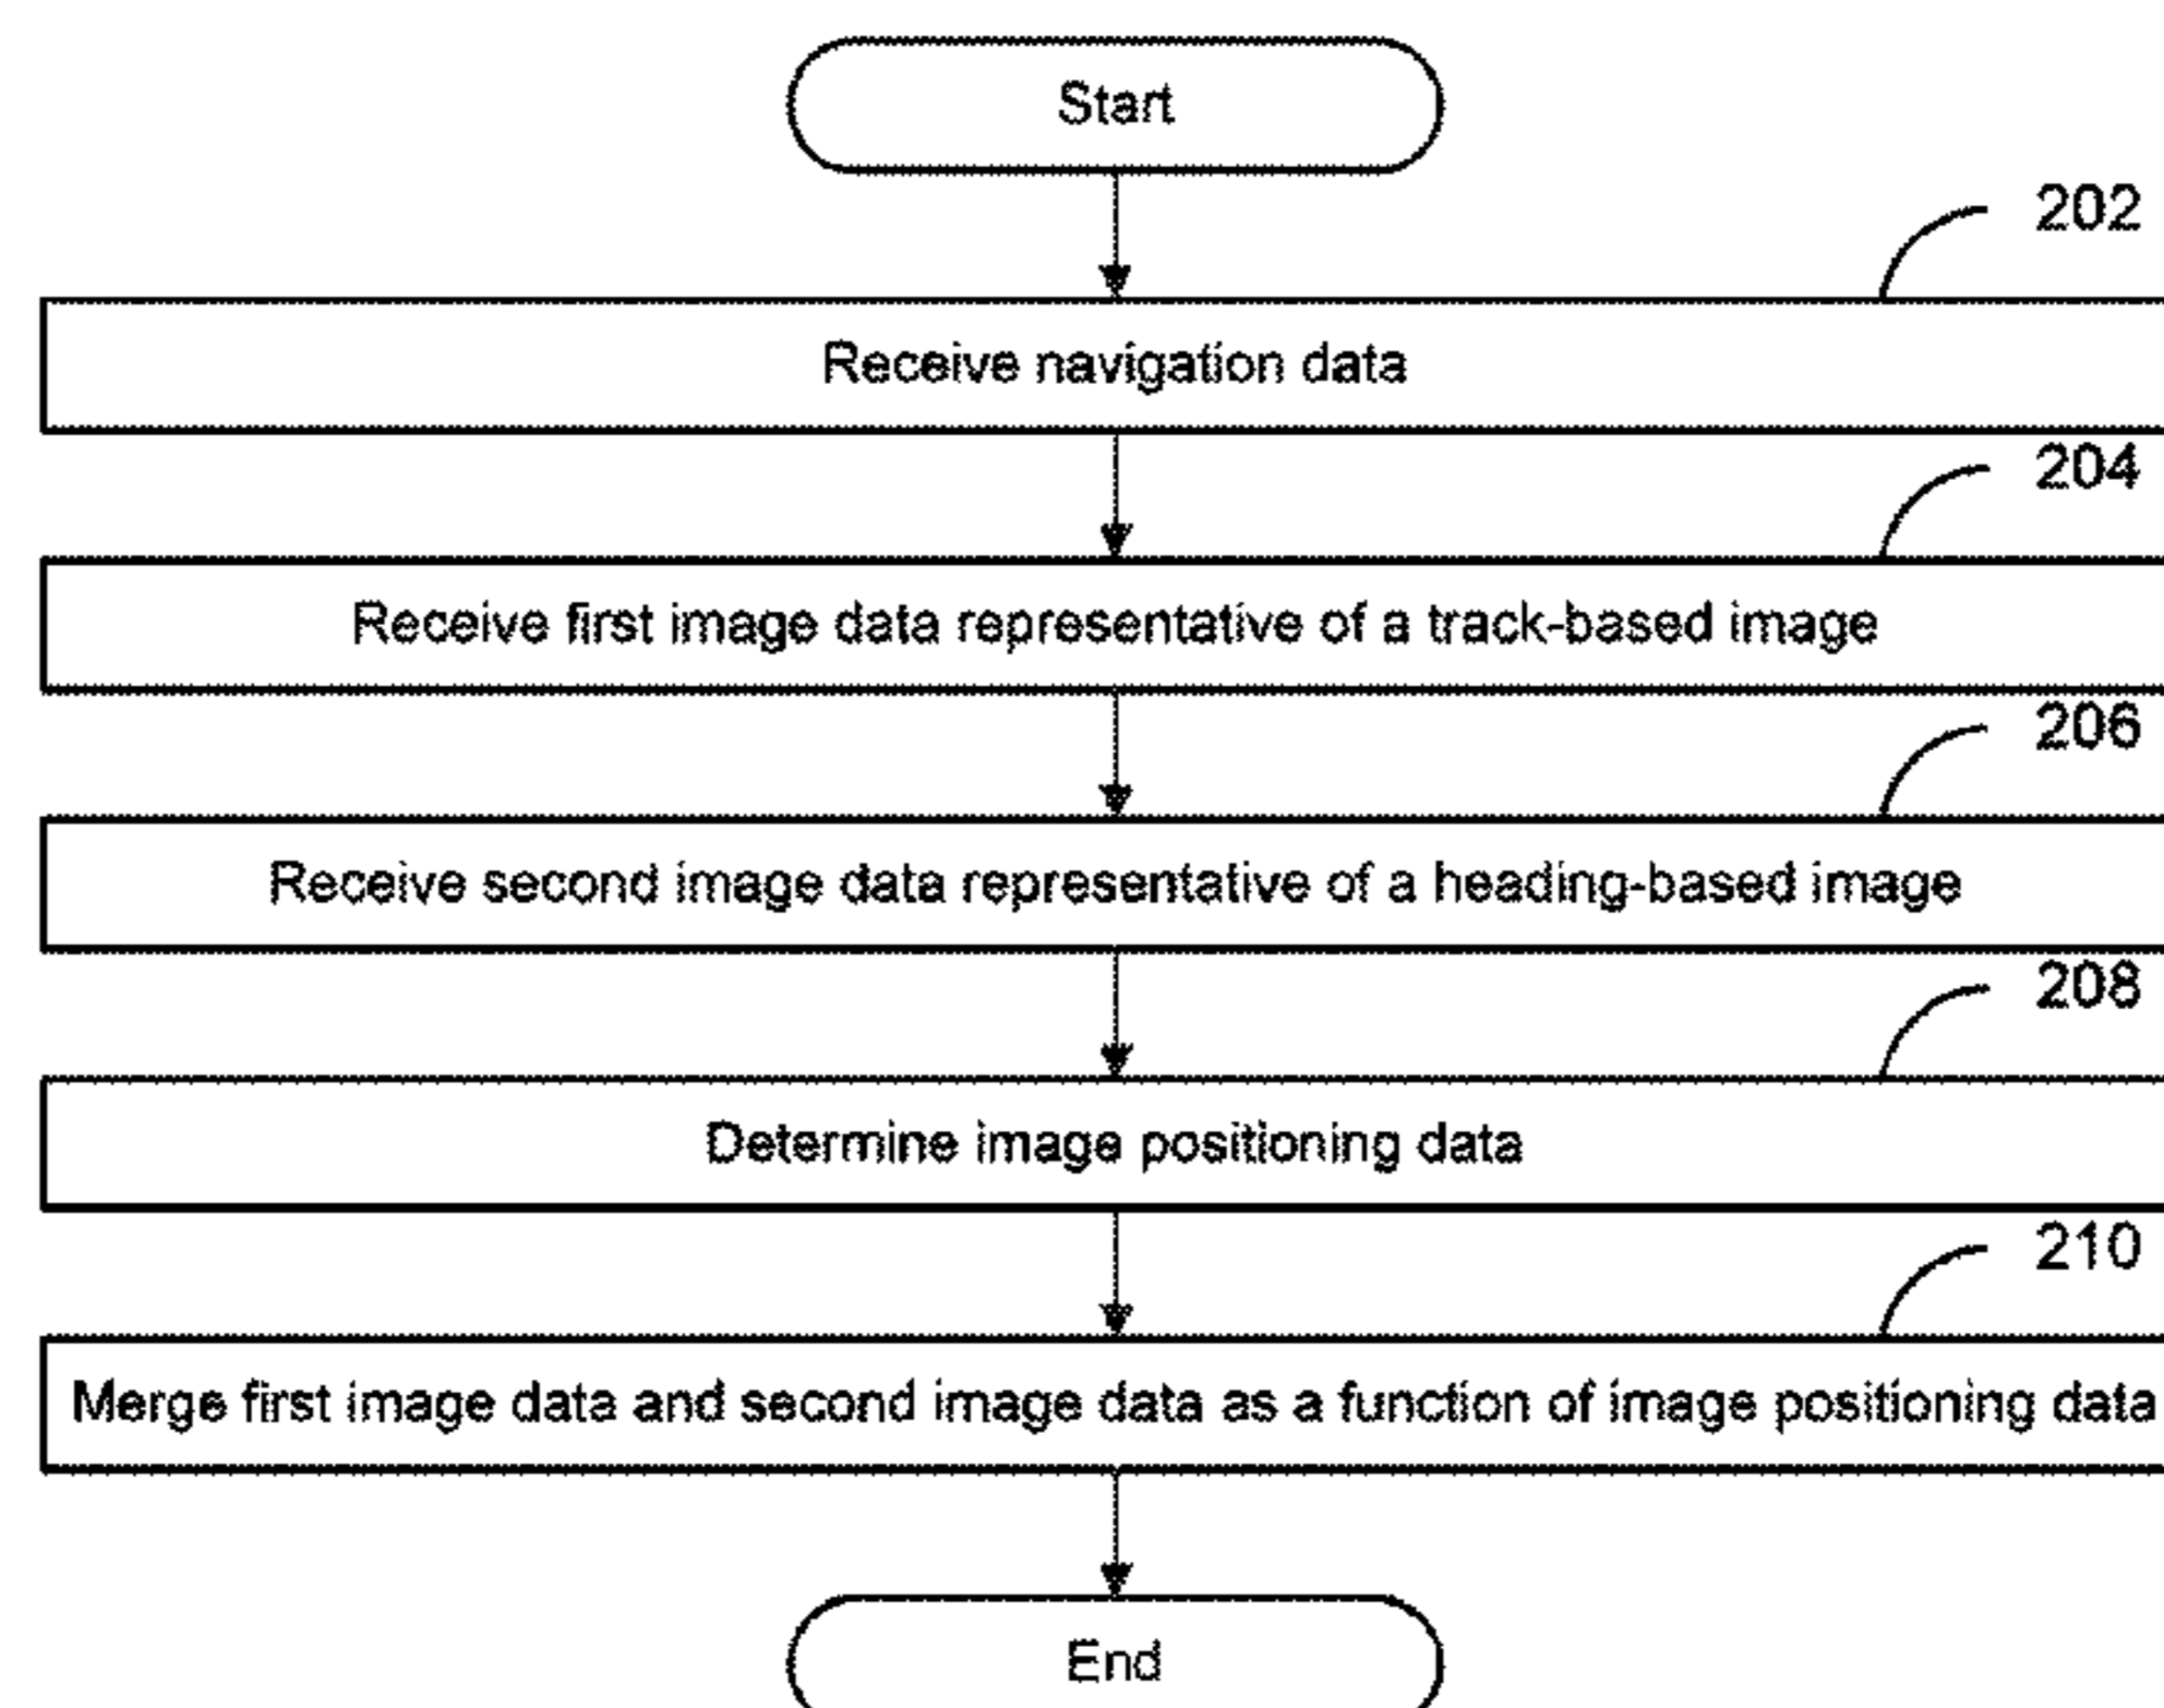 Start
202
Receive navigation data
204
Receive first image data representative of a track-based image
206
Receive second image data representative of a heading-based image
208
Determine image positioning data
210
Merge first image data and second image data as a function of image positioning data
End